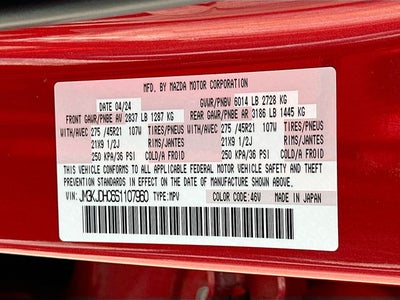 MFD. BY MAZDA MOTOR CORPORATION
DATE 04/24 GVWR/PNBV 6014 LB 2728 KG
FRONT GAWR/PNBE AV 2837 LB 1287 KG REAR GAWR/PNBE AR 3186 LB 1445 KG
WITH/AVEC 275 /45R21 107W TIRES/PNEUS WITH/AVEC 275 /45R21 107W TIRES/PNEUS
21X9 1/2J RIMS/JANTES 21X9 1/2J RIMS/JANTES
250 KPA/36 PSI COLD/A FROID 250 KPA/36 PSI COLD/A FROID
THIS VEHICLE CONFORMS TO ALL APPLICABLE FEDERAL MOTOR VEHICLE SAFETY AND THEFT
PREVENTION STANDARDS IN EFFECT ON THE DATE OF MANUFACTURE SHOWN ABOVE.
VIN: JM3KJDHC6S1107960 TYPE:MPV COLOR CODE:46V MADE IN JAPAN